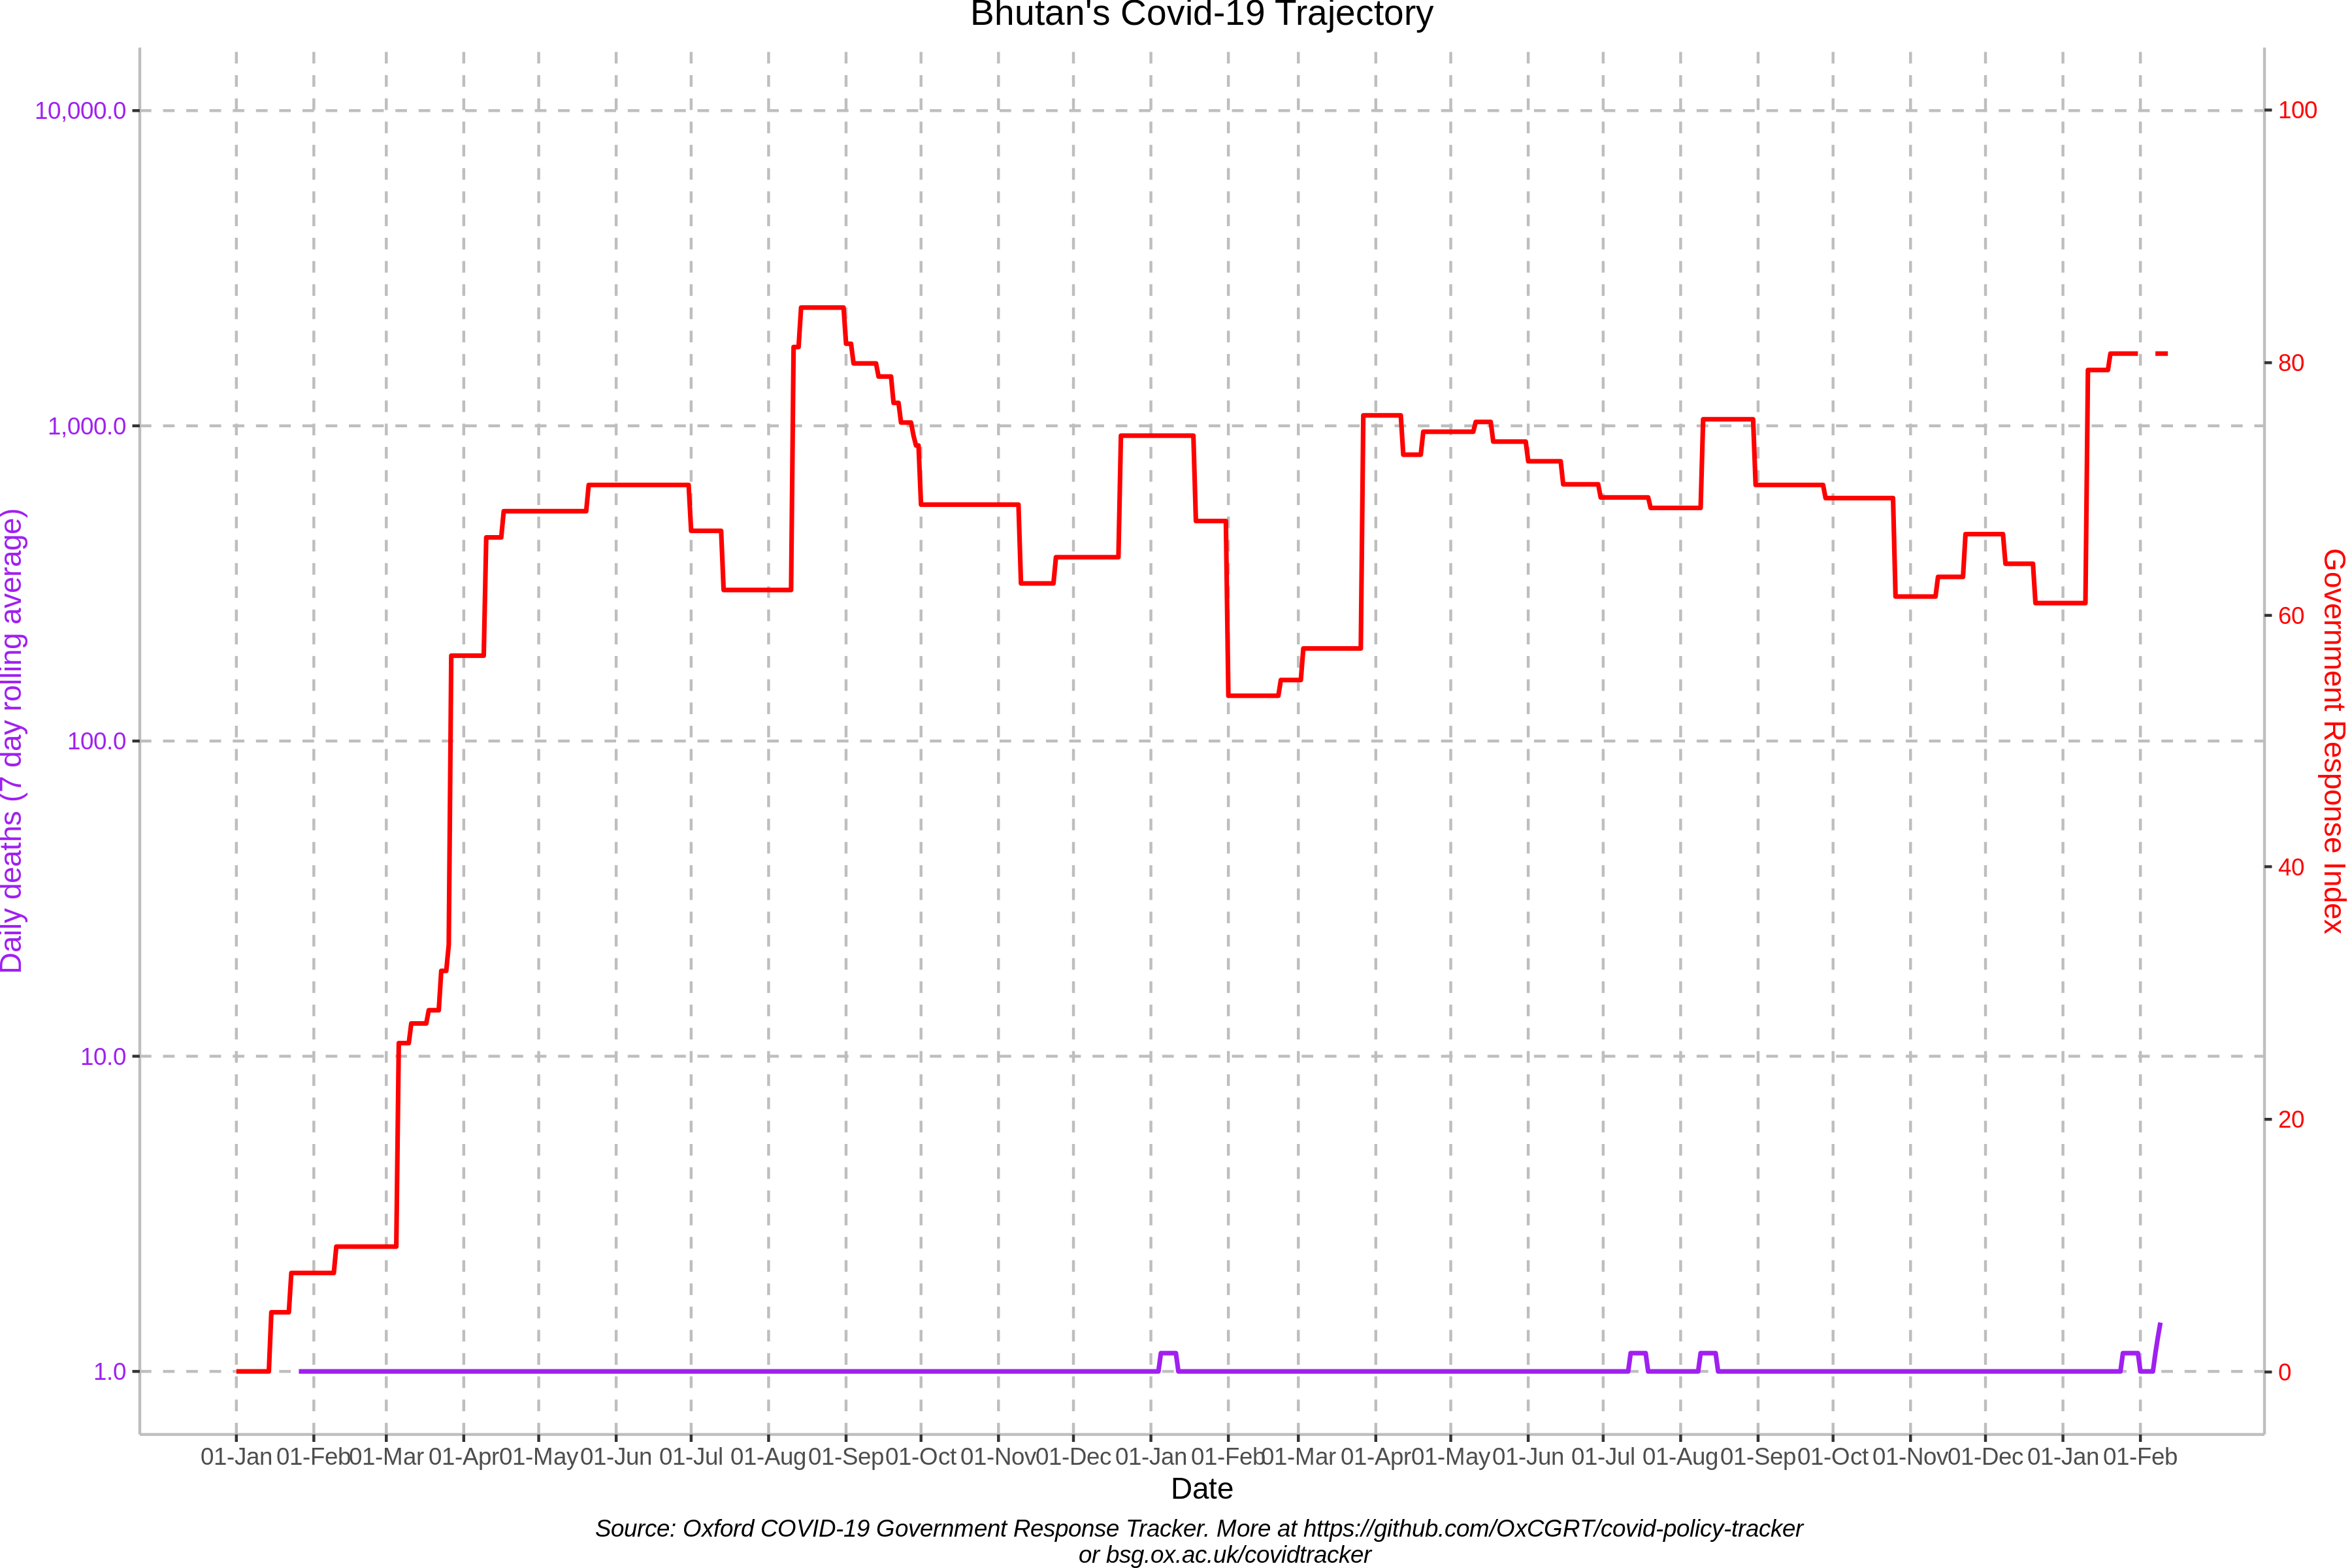 Bhutan's Covid-19 Trajectory
10,000.0
1,000.0
100.0
10.0
1.0
Daily deaths (7 day rolling average)
100
80
60
40
20
0
Government Response Index
01-Jan 01-Feb 01-Mar 01-Apr 01-May 01-Jun 01-Jul 01-Aug 01-Sep 01-Oct 01-Nov 01-Dec 01-Jan 01-Feb 01-Mar 01-Apr 01-May 01-Jun 01-Jul 01-Aug 01-Sep 01-Oct 01-Nov 01-Dec 01-Jan 01-Feb
Date
Source: Oxford COVID-19 Government Response Tracker. More at https://github.com/OxCGRT/covid-policy-tracker
or bsg.ox.ac.uk/covidtracker